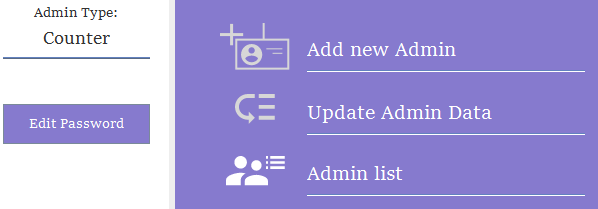 Admin Type:
Counter
Edit Password
Add new Admin
Update Admin Data
Admin list